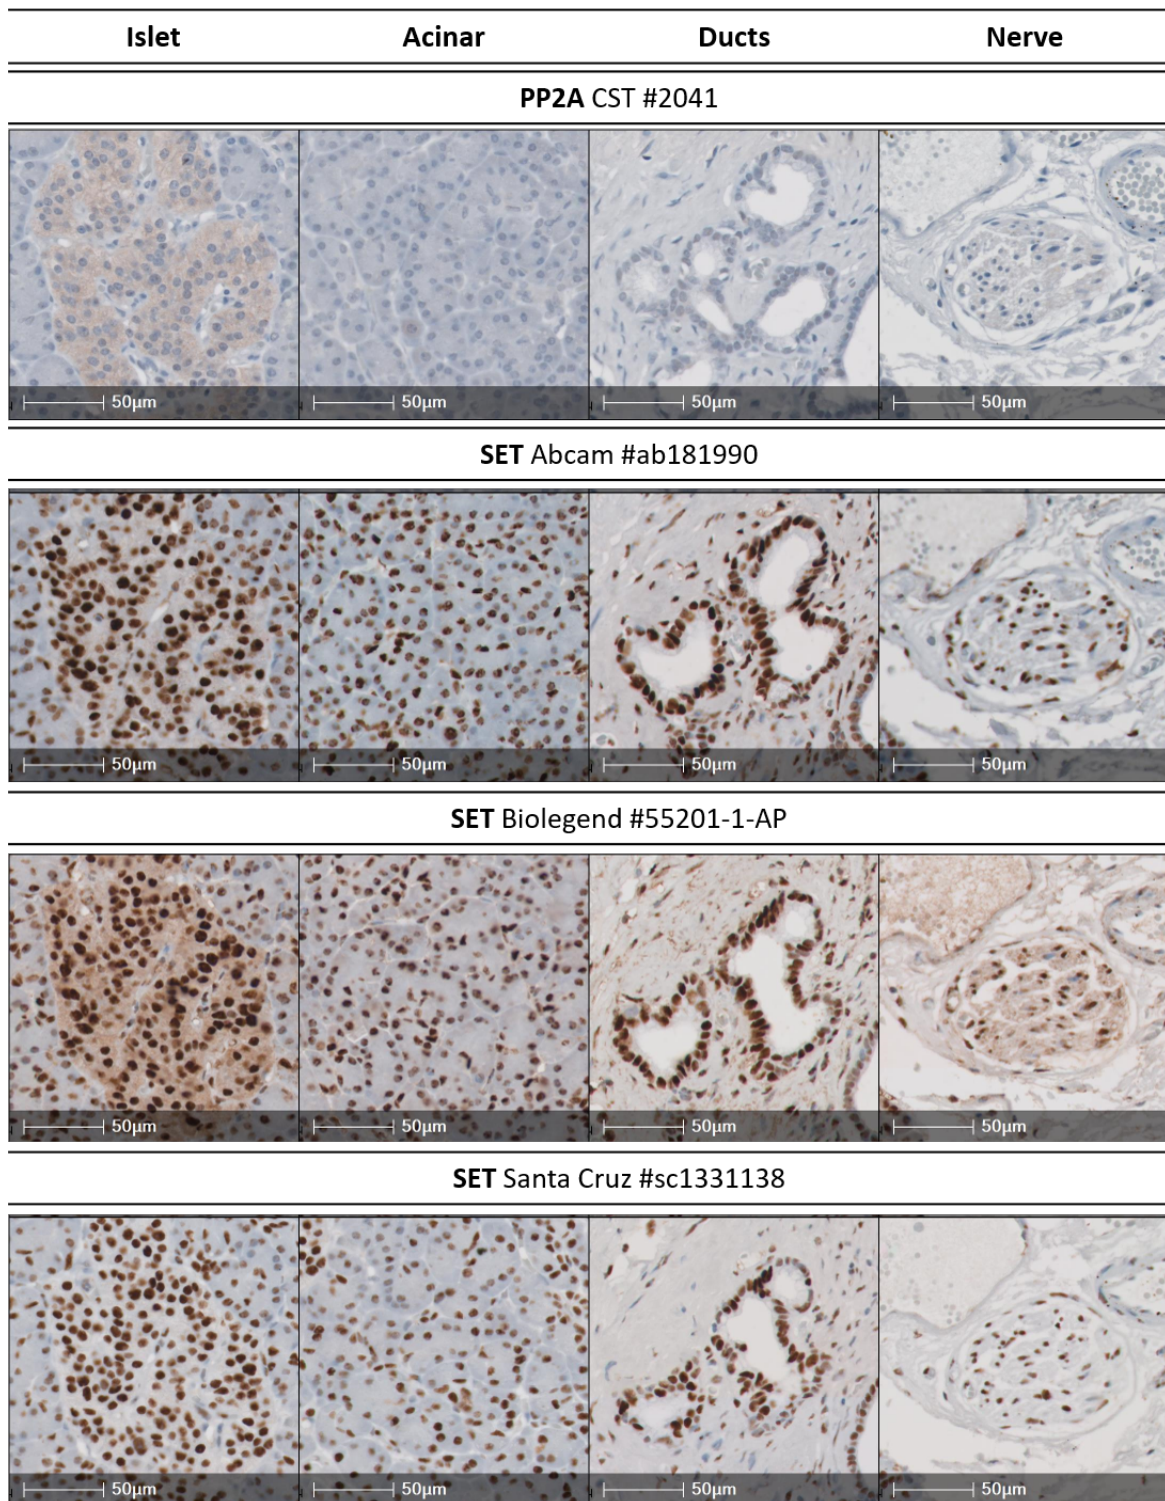 Islet Acinar Ducts Nerve
PP2A CST #2041
50µm 50µm 50µm 50µm
SET Abcam #ab181990
50µm 50µm 50µm 50µm
SET Biolegend #55201-1-AP
50µm 50µm 50µm 50µm
SET Santa Cruz #sc1331138
50µm 50µm 50µm 50µm